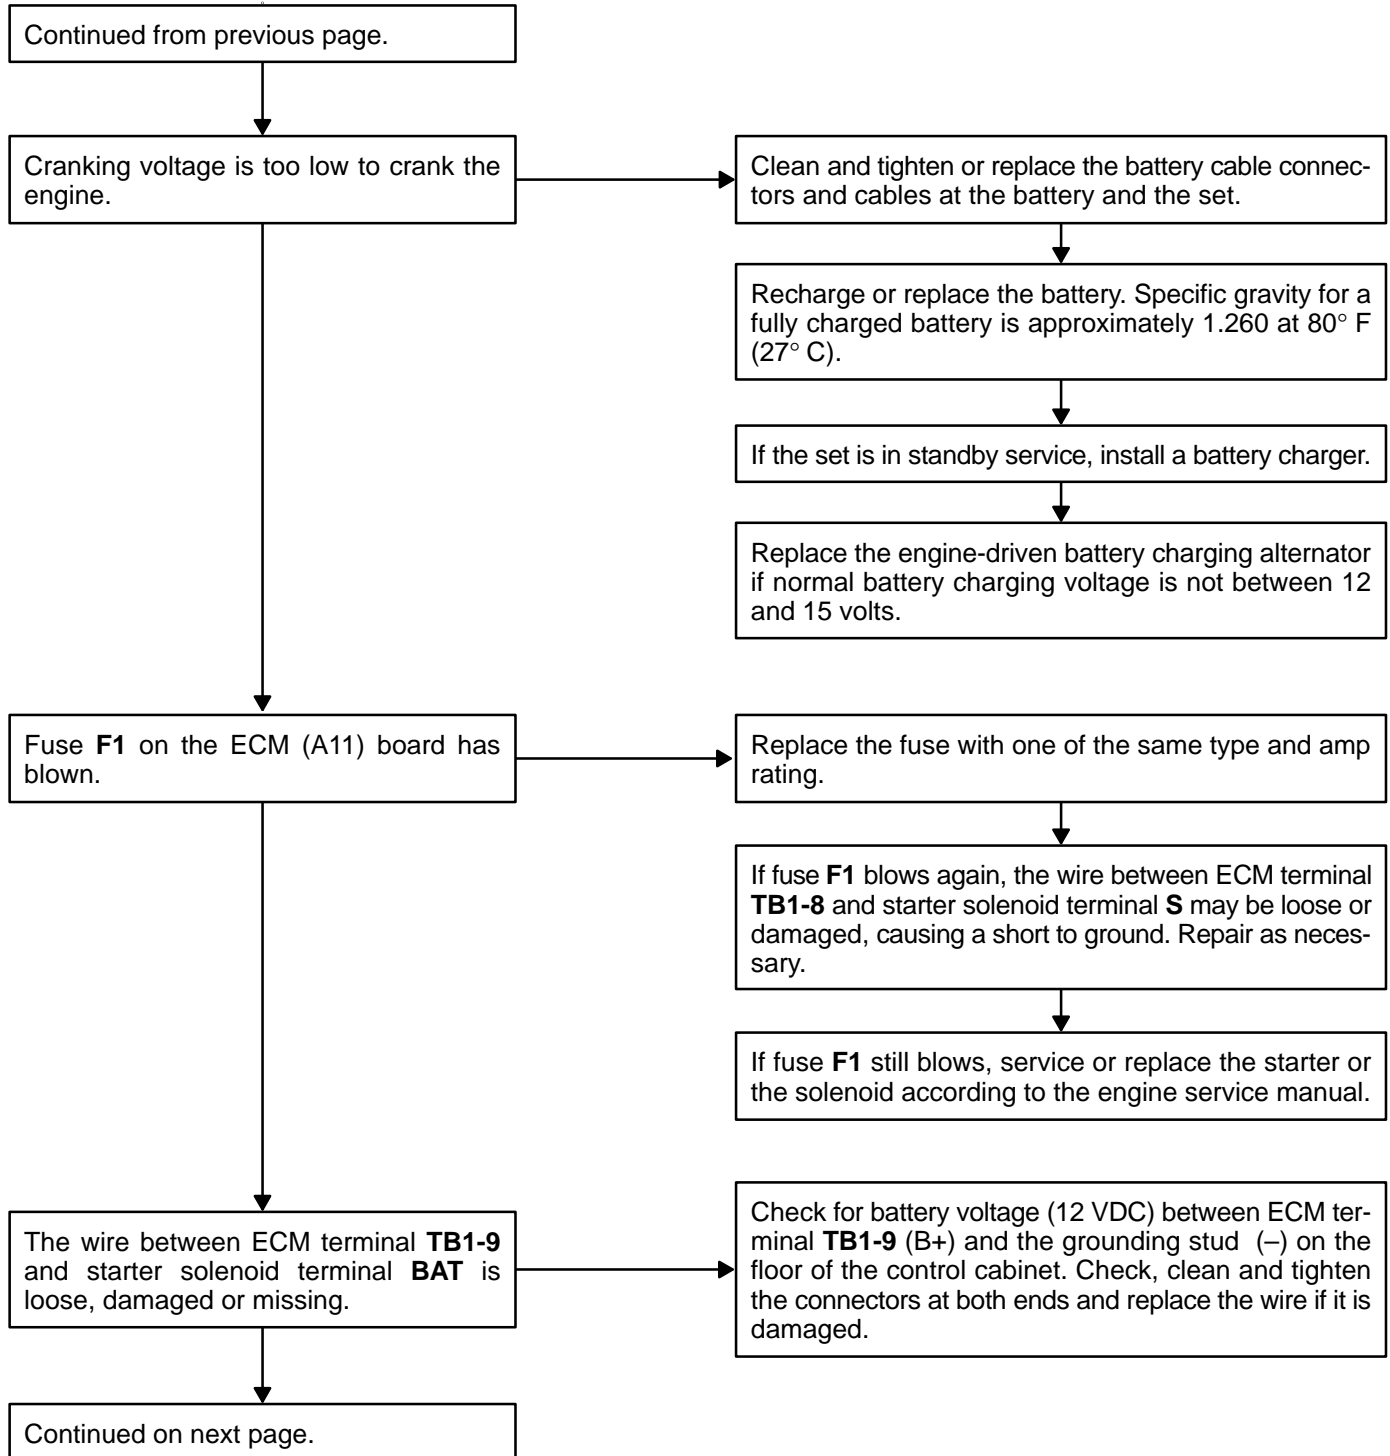 Continued from previous page.
Cranking voltage is too low to crank the
engine.
Clean and tighten or replace the battery cable connec-
tors and cables at the battery and the set.
Recharge or replace the battery. Specific gravity for a
fully charged battery is approximately 1.260 at 80° F
(27° C).
If the set is in standby service, install a battery charger.
Replace the engine-driven battery charging alternator
if normal battery charging voltage is not between 12
and 15 volts.
Fuse F1 on the ECM (A11) board has
blown.
Replace the fuse with one of the same type and amp
rating.
If fuse F1 blows again, the wire between ECM terminal
TB1-8 and starter solenoid terminal S may be loose or
damaged, causing a short to ground. Repair as neces-
sary.
If fuse F1 still blows, service or replace the starter or
the solenoid according to the engine service manual.
The wire between ECM terminal TB1-9
and starter solenoid terminal BAT is
loose, damaged or missing.
Check for battery voltage (12 VDC) between ECM ter-
minal TB1-9 (B+) and the grounding stud (–) on the
floor of the control cabinet. Check, clean and tighten
the connectors at both ends and replace the wire if it is
damaged.
Continued on next page.